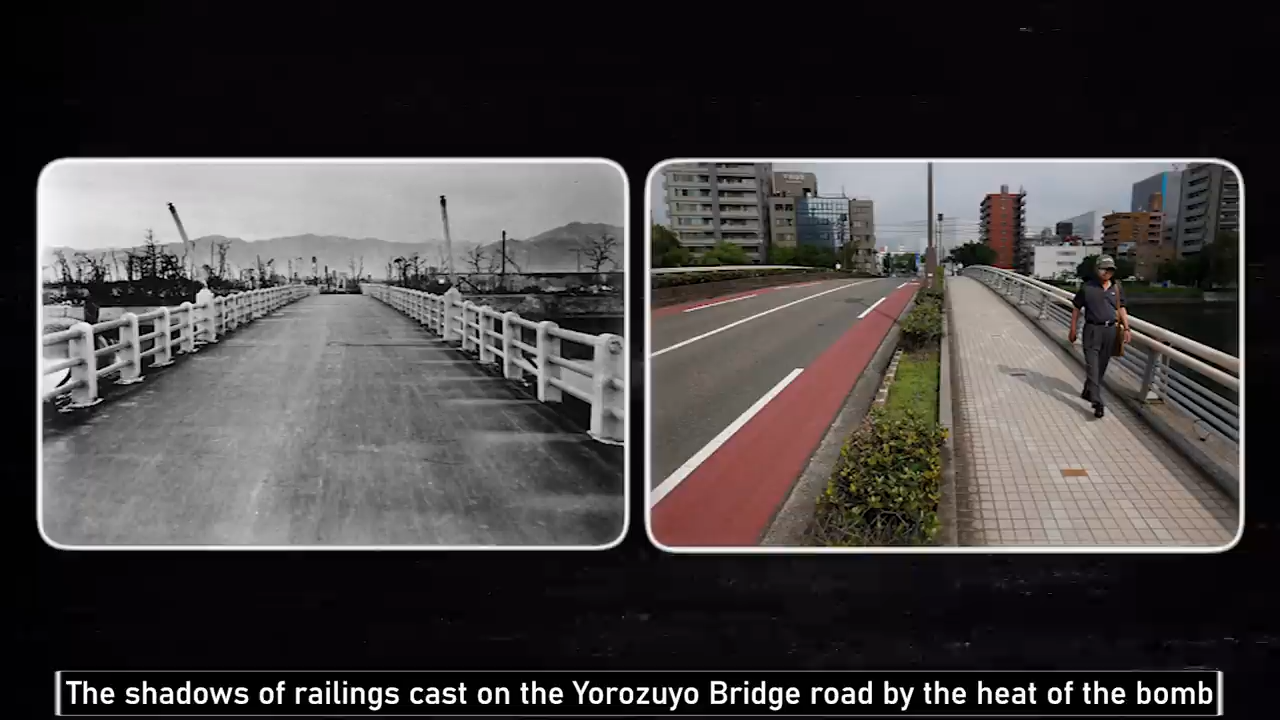 The shadows of railings cast on the Yorozuyo Bridge road by the heat of the bomb